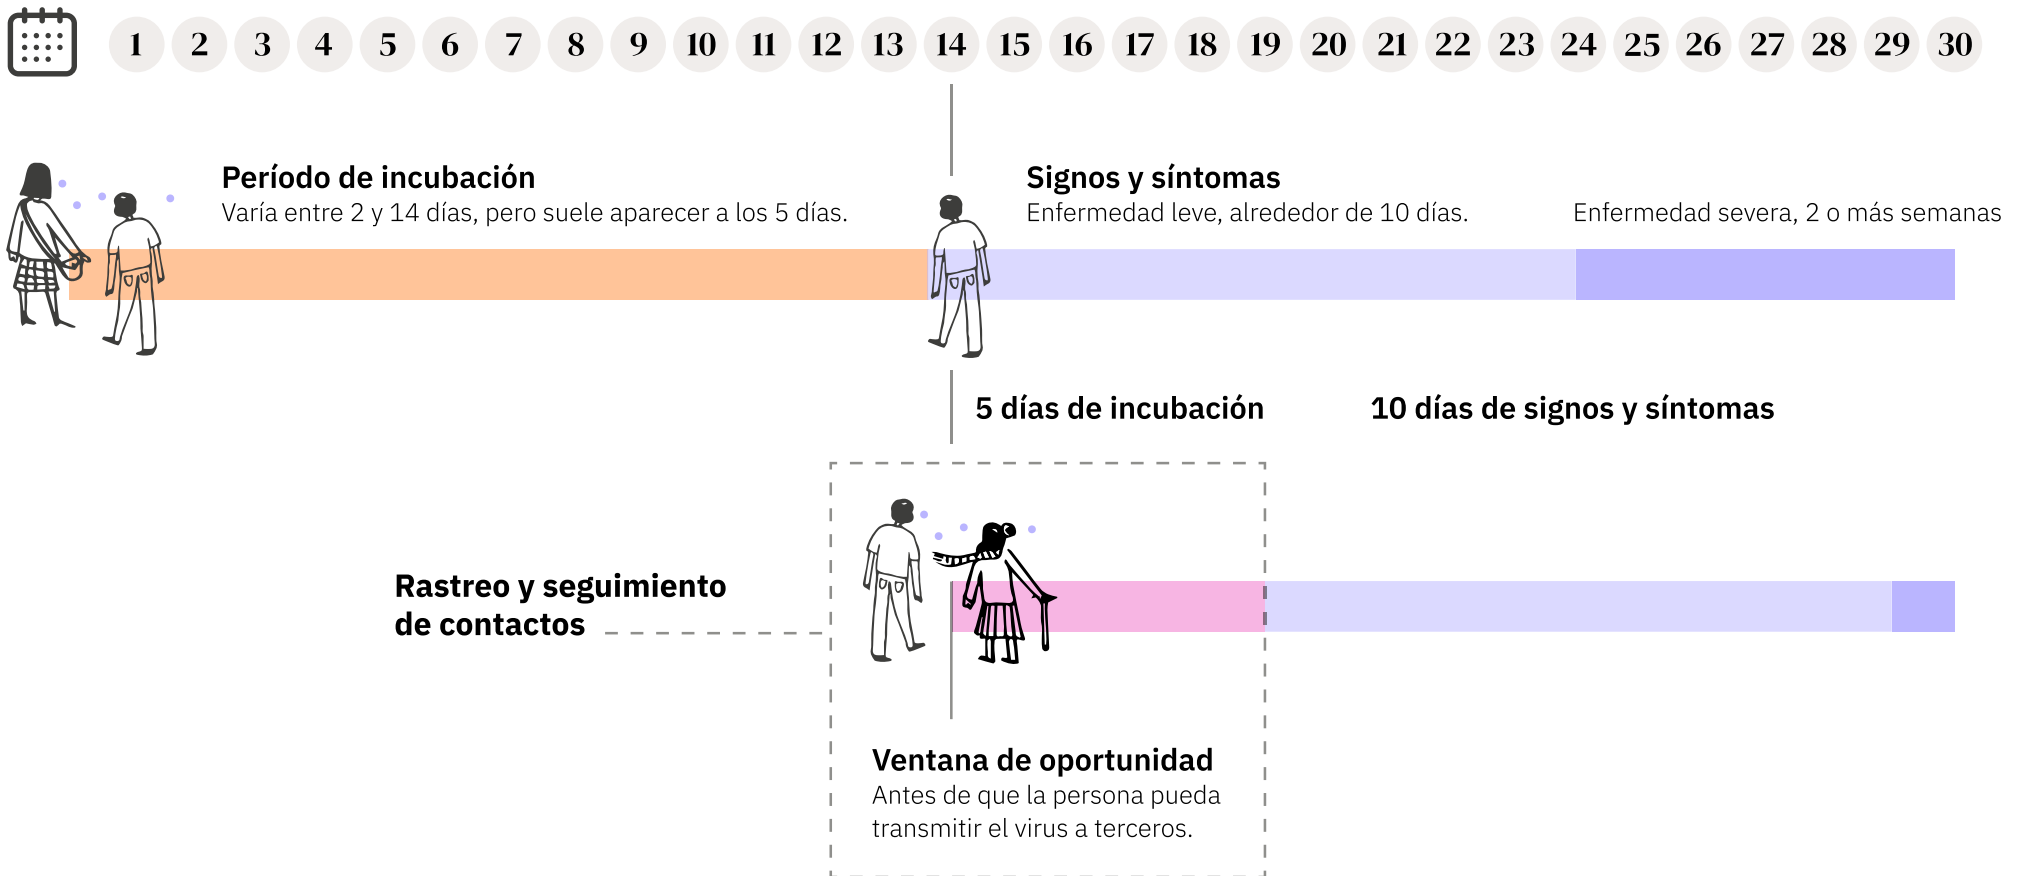 1 2 3 4 5 6 7 8 9 10 11 12 13 14 15 16 17 18 19 20 21 22 23 24 25 26 27 28 29 30
Período de incubación
Varía entre 2 y 14 días, pero suele aparecer a los 5 días.
Signos y síntomas
Enfermedad leve, alrededor de 10 días.
Enfermedad severa, 2 o más semanas
5 días de incubación
10 días de signos y síntomas
Rastreo y seguimiento
de contactos
Ventana de oportunidad
Antes de que la persona pueda
transmitir el virus a terceros.